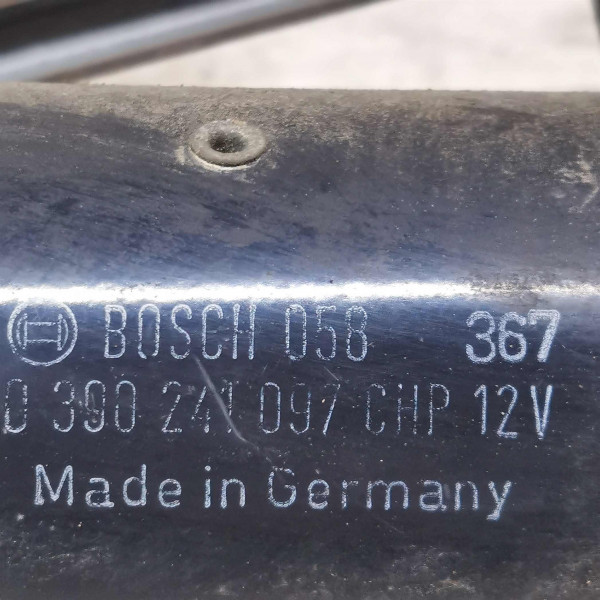 BOSCH 058 367
0 390 241 097 CHP 12V
Made in Germany